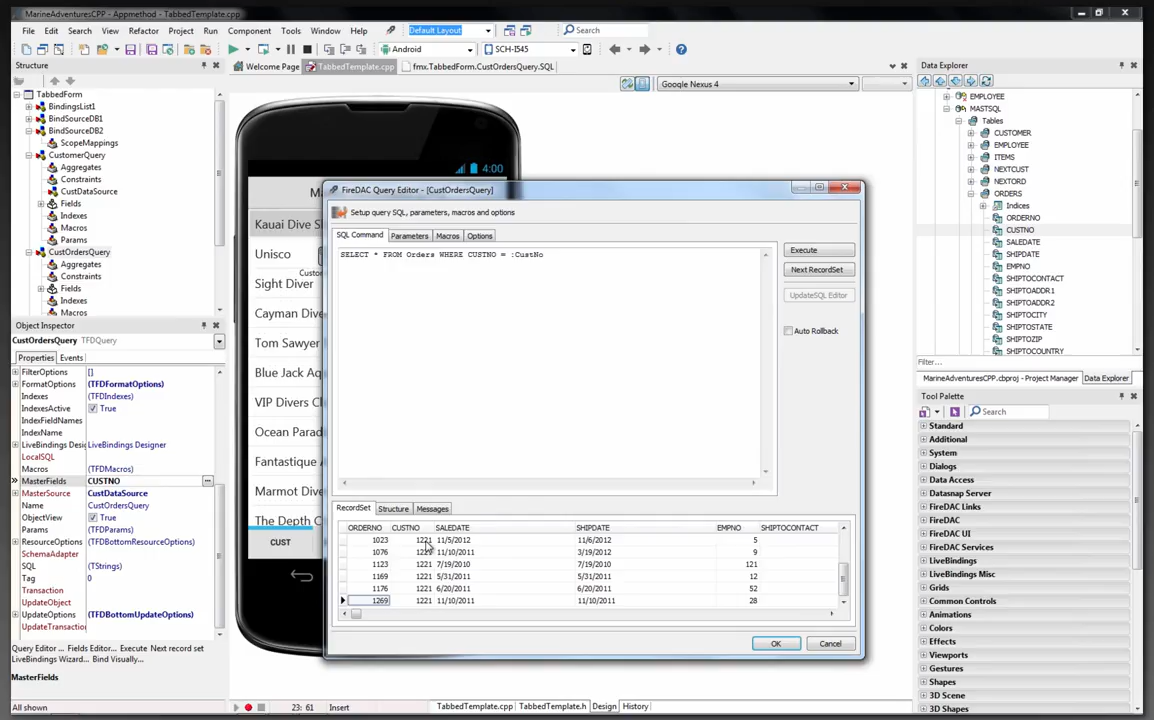 MarineAdventuresCPP - Appmethod - TabbedTemplate.cpp
File Edit Search View Refactor Project Run Component Tools Window Help
Default Layout
Search
Android
SCH-I545
Structure
TabbedForm
BindingsList1
BindSourceDB1
BindSourceDB2
ScopeMappings
CustomerQuery
Aggregates
Constraints
CustDataSource
Fields
Indexes
Macros
Params
CustOrdersQuery
Aggregates
Constraints
Fields
Indexes
Macros
Object Inspector
CustOrdersQuery TFDQuery
Properties Events
FilterOptions []
FormatOptions (TFDFormatOptions)
Indexes (TFDIndexes)
IndexesActive True
IndexFieldNames
IndexName
LiveBindings Desig LiveBindings Designer
LocalSQL
Macros (TFDMacros)
MasterFields CUSTNO
MasterSource CustDataSource
Name CustOrdersQuery
ObjectView True
Params (TFDParams)
ResourceOptions (TFDBottomResourceOptions)
SchemaAdapter
SQL (TStrings)
Tag 0
Transaction
UpdateObject
UpdateOptions (TFDBottomUpdateOptions)
UpdateTransaction
Query Editor ... Fields Editor... Execute Next record set
LiveBindings Wizard... Bind Visually...
MasterFields
All shown
Welcome Page TabbedTemplate.cpp fmx.TabbedForm.CustOrdersQuery.SQL
Google Nexus 4
4:00
Kauai Dive S
Unisco
Custom
Sight Diver
Cayman Dive
Tom Sawyer
Blue Jack Aq
VIP Divers Cl
Ocean Parad
Fantastique A
Marmot Dive
The Depth C
CUST
FireDAC Query Editor - [CustOrdersQuery]
Setup query SQL, parameters, macros and options
SQL Command Parameters Macros Options
SELECT * FROM Orders WHERE CUSTNO = :CustNo
Execute
Next RecordSet
UpdateSQL Editor
Auto Rollback
RecordSet Structure Messages
ORDERNO CUSTNO SALEDATE SHIPDATE EMPNO SHIPTOCONTACT
1023 1221 11/5/2012 11/6/2012 5
1076 1221 11/10/2011 3/19/2012 9
1123 1221 7/19/2010 7/19/2010 121
1169 1221 5/31/2011 5/31/2011 12
1176 1221 6/20/2011 6/20/2011 52
1269 1221 11/10/2011 11/10/2011 28
OK Cancel
23: 61 Insert
TabbedTemplate.cpp TabbedTemplate.h Design History
Data Explorer
EMPLOYEE
MASTSQL
Tables
CUSTOMER
EMPLOYEE
ITEMS
NEXTCUST
NEXTORD
ORDERS
Indices
ORDERNO
CUSTNO
SALEDATE
SHIPDATE
EMPNO
SHIPTOCONTACT
SHIPTOADDR1
SHIPTOADDR2
SHIPTOCITY
SHIPTOSTATE
SHIPTOZIP
SHIPTOCOUNTRY
Filter...
MarineAdventuresCPP.cbproj - Project Manager Data Explorer
Tool Palette
Search
Standard
Additional
System
Dialogs
Data Access
Datasnap Server
FireDAC Links
FireDAC
FireDAC UI
FireDAC Services
LiveBindings
LiveBindings Misc
Grids
Common Controls
Animations
Colors
Effects
Viewports
Gestures
Shapes
3D Scene
3D Shapes